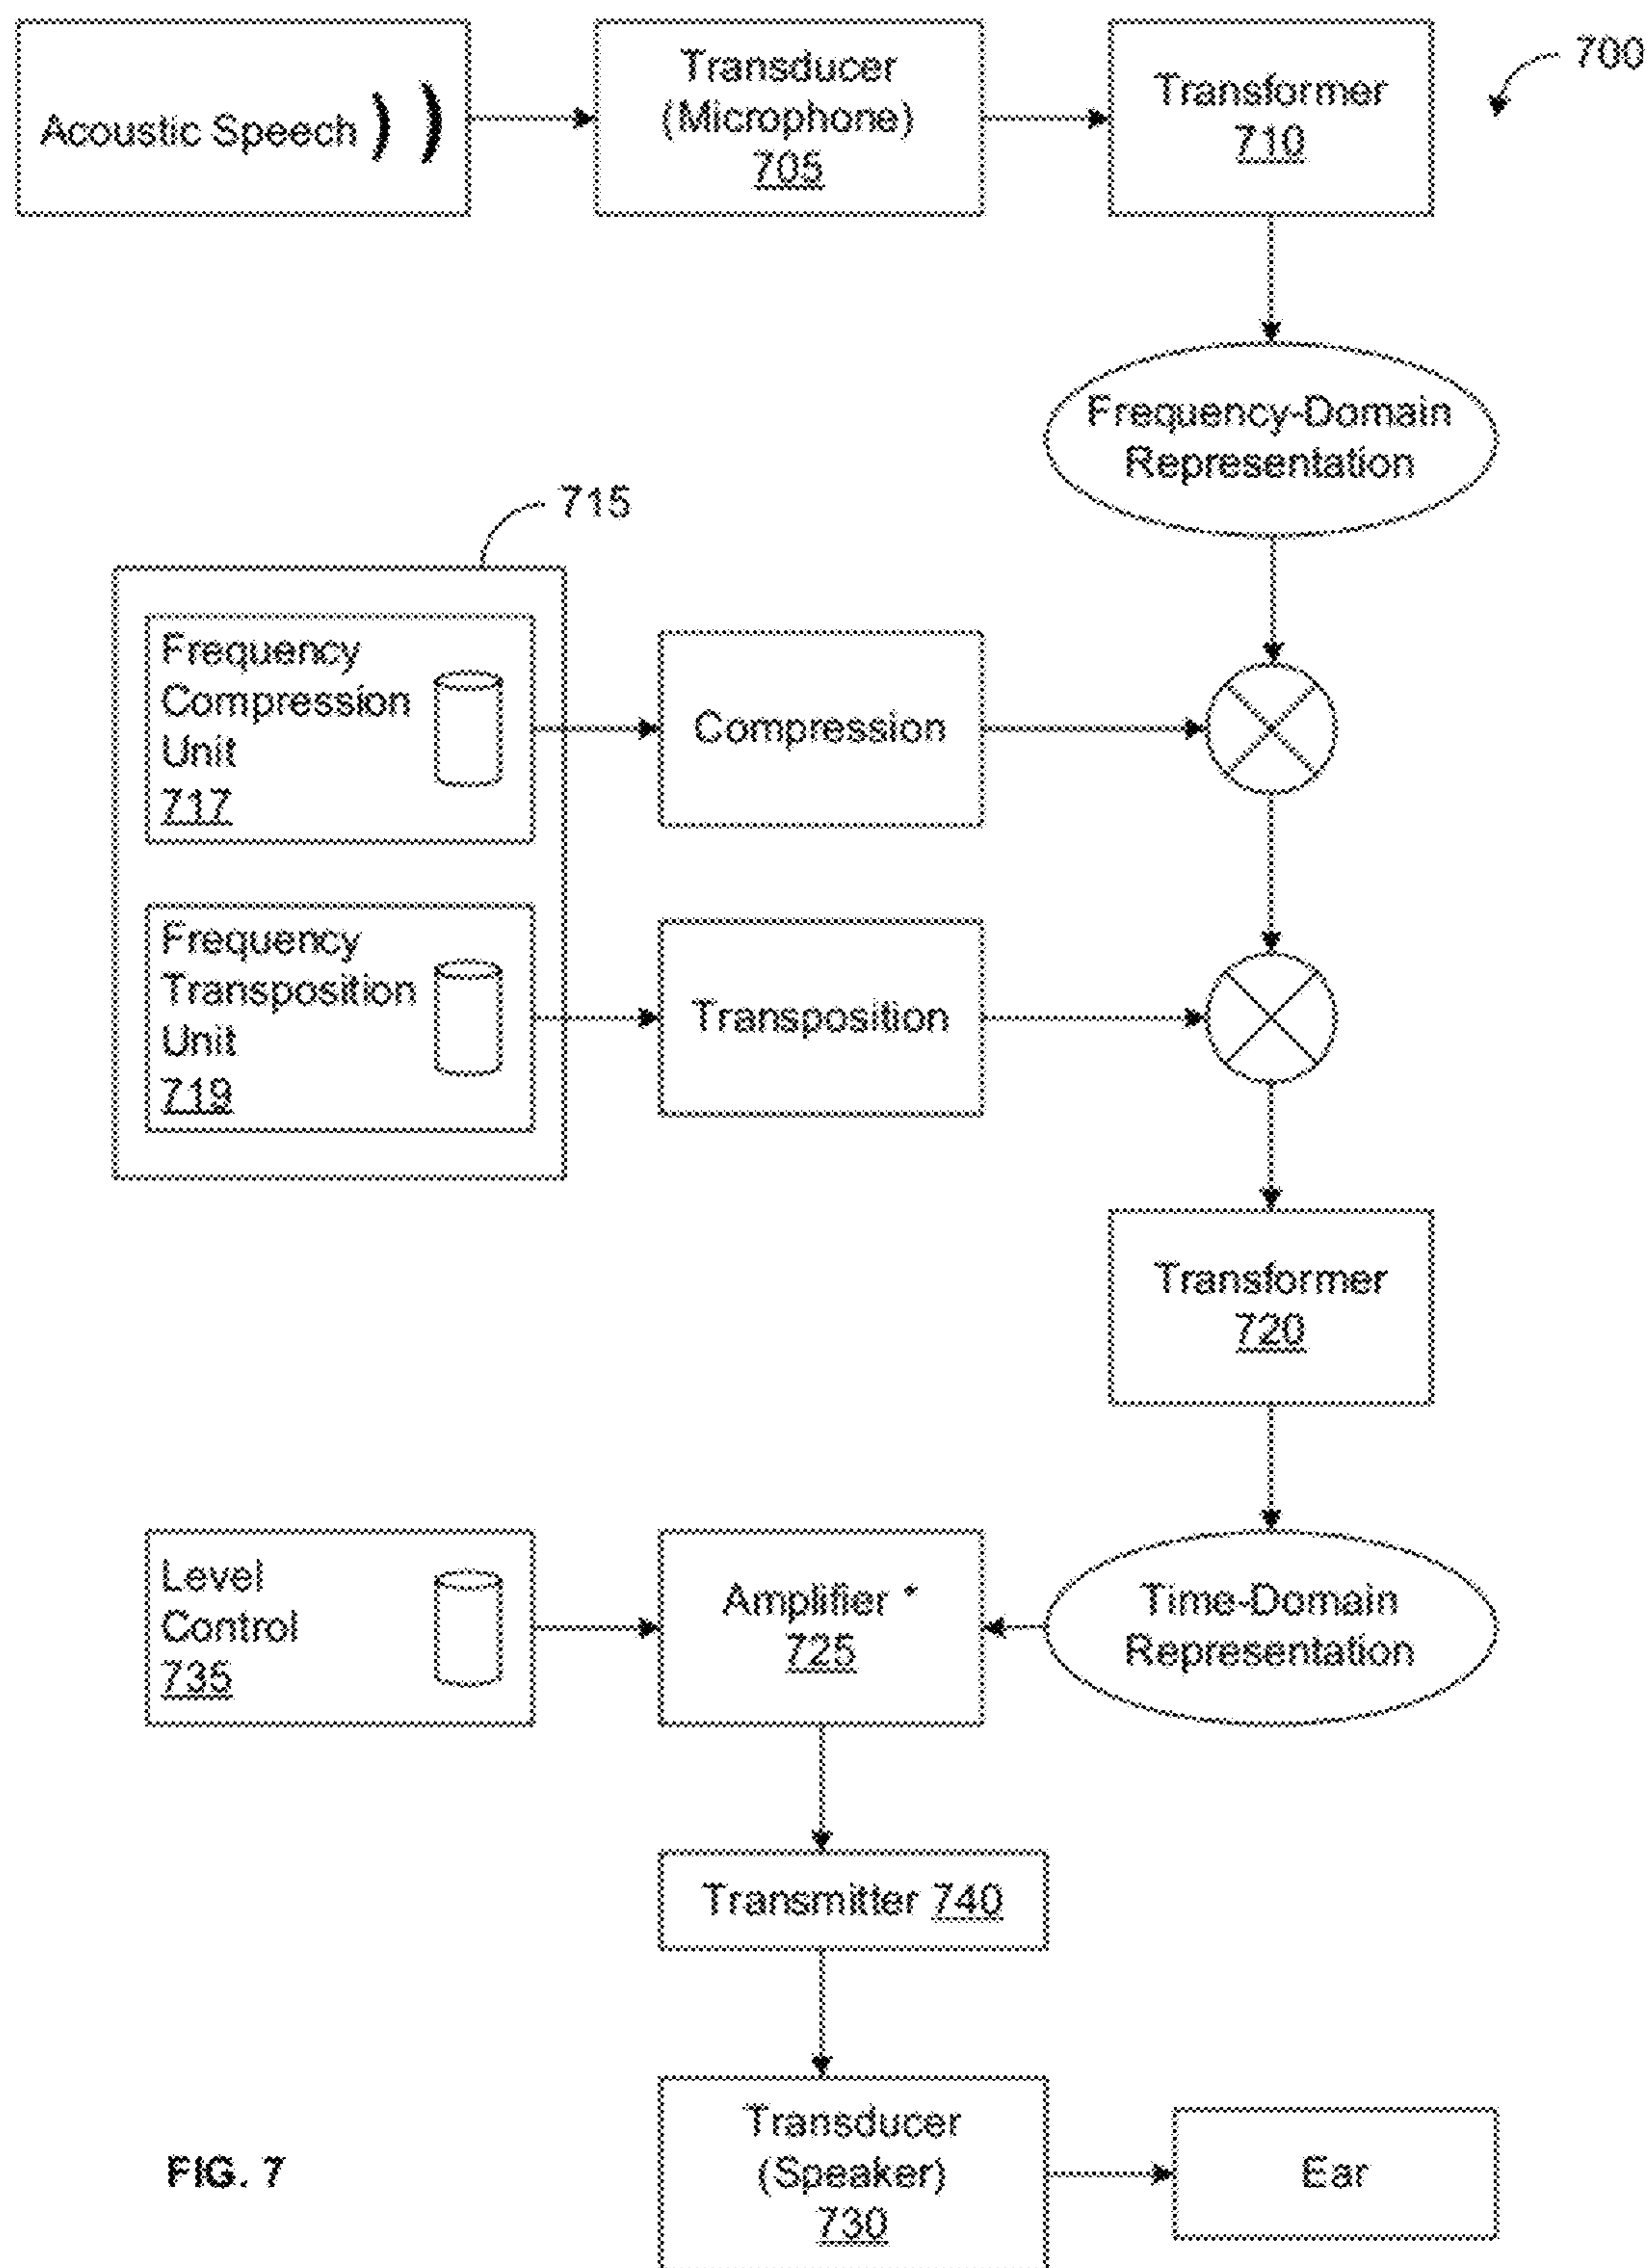 Acoustic Speech
Transducer
(Microphone)
705
Transformer
710
700
Frequency-Domain
Representation
715
Frequency
Compression
Unit
717
Compression
Frequency
Transposition
Unit
719
Transposition
Transformer
720
Level
Control
735
Amplifier *
725
Time-Domain
Representation
Transmitter 740
Transducer
(Speaker)
730
Ear
FIG. 7